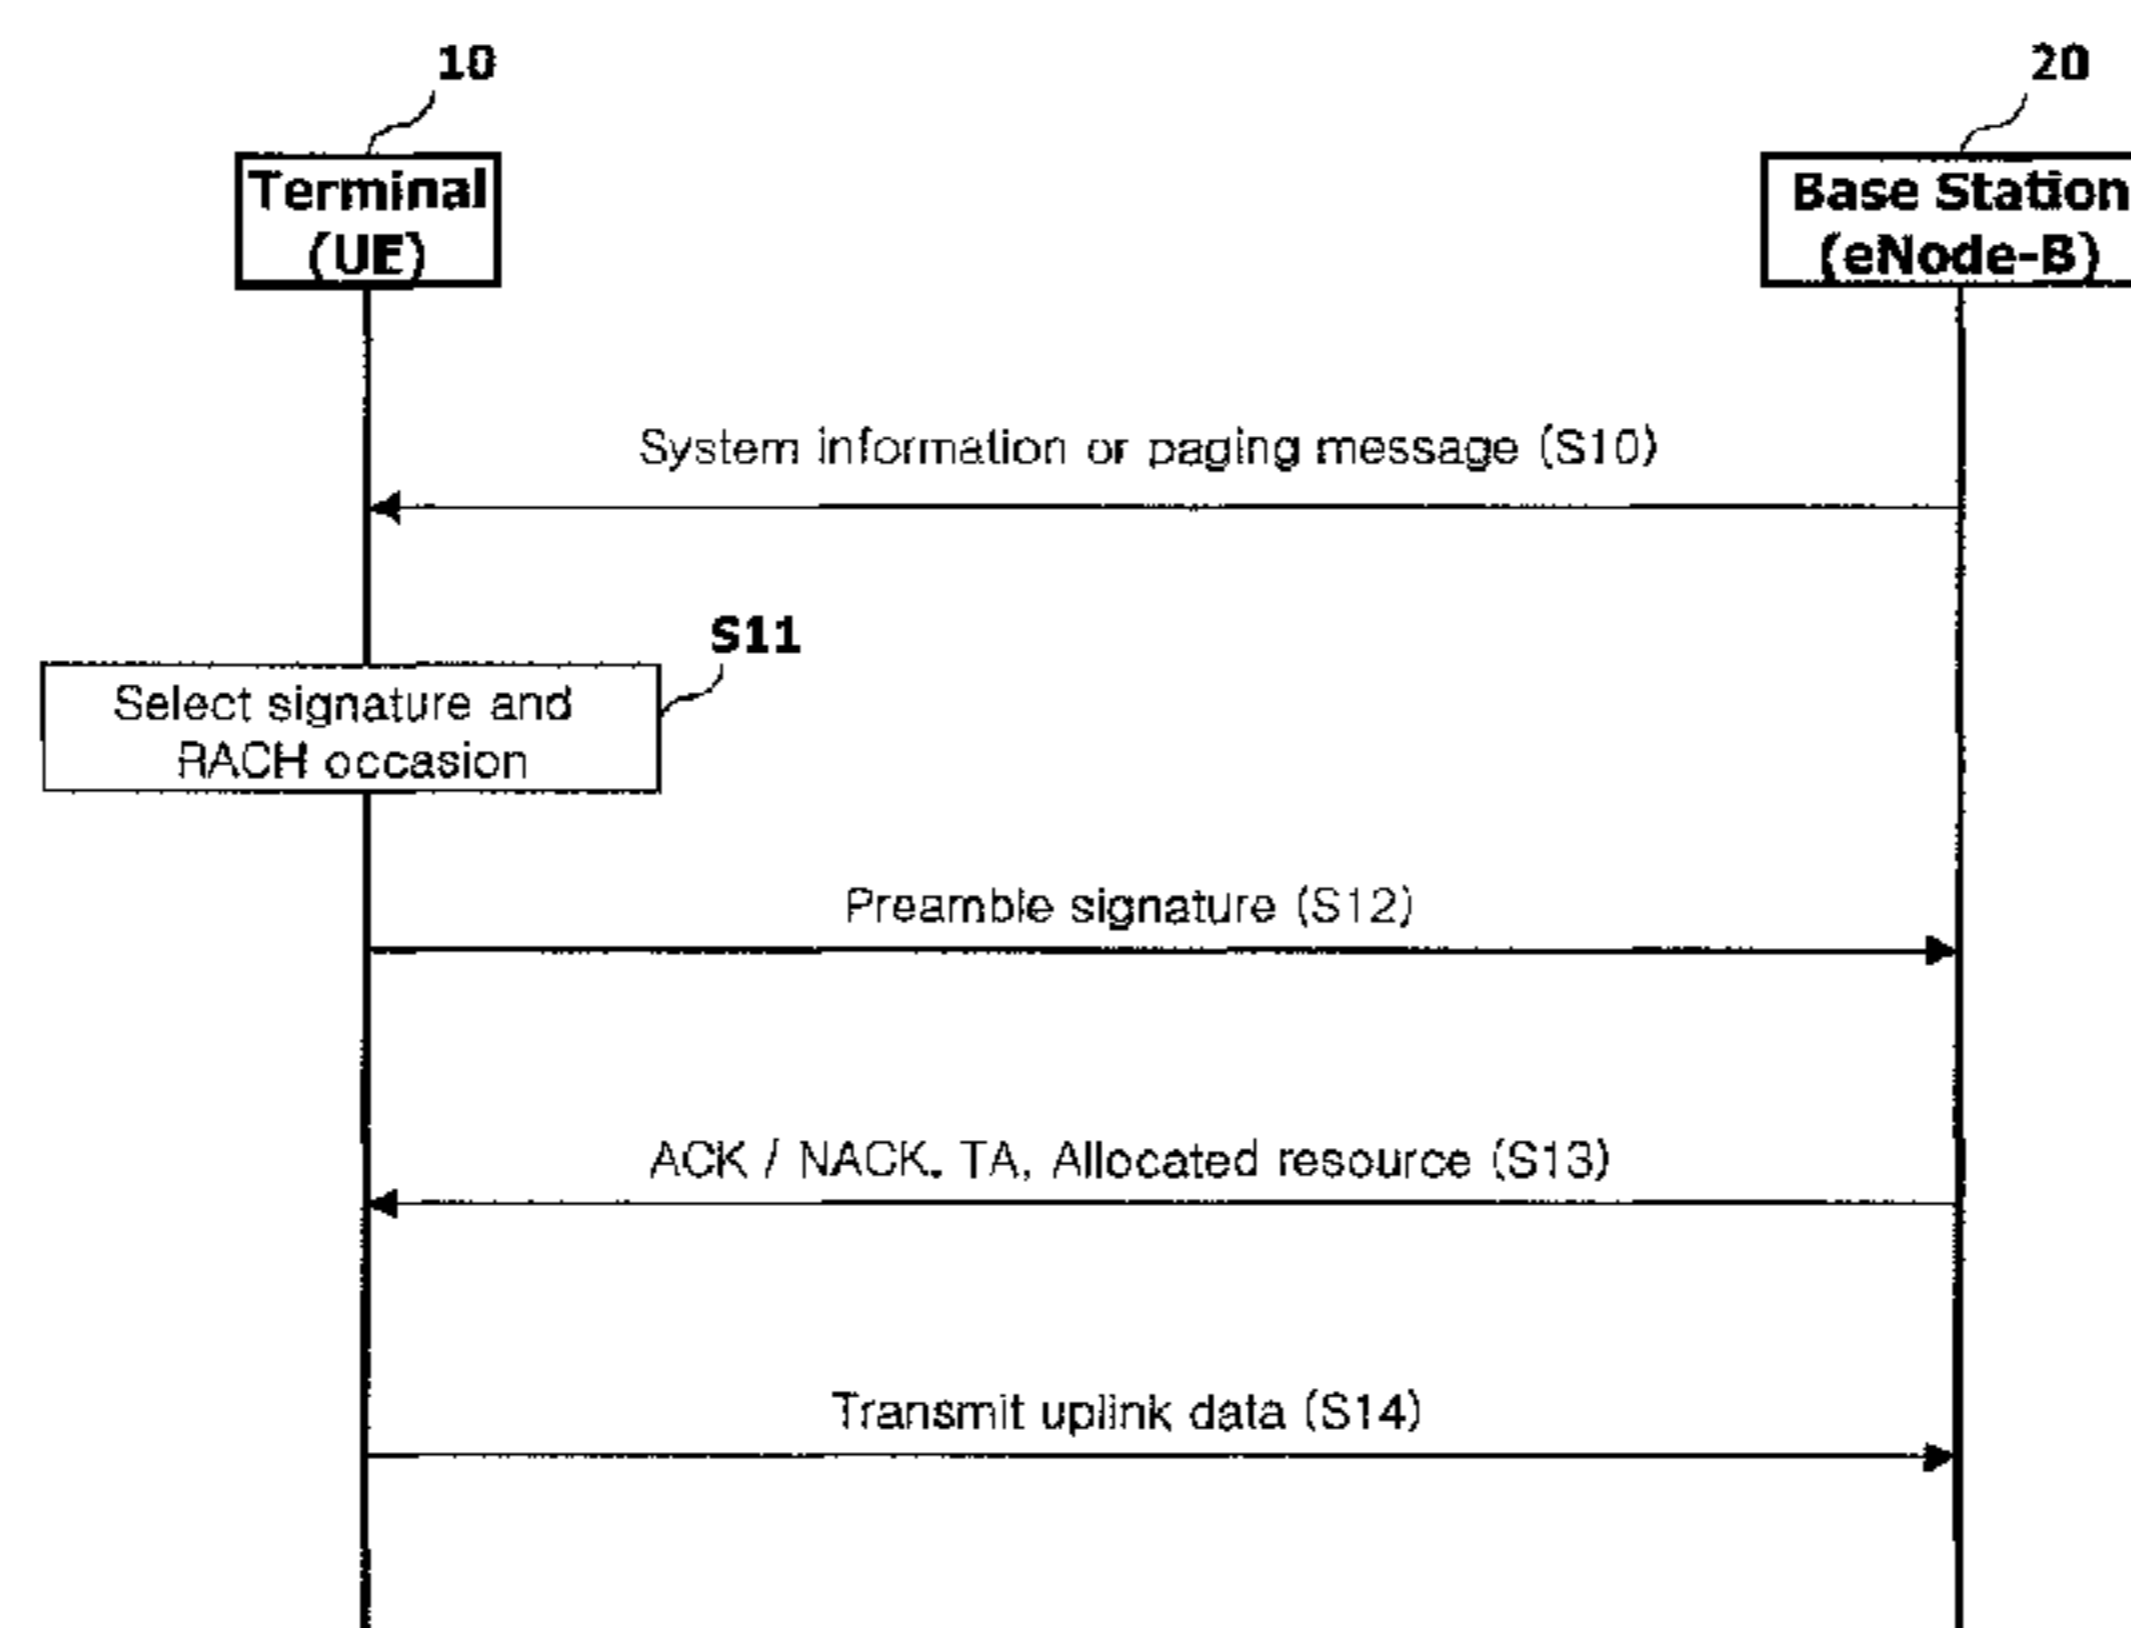 10
20
Terminal
(UE)
Base Station
(eNode-B)
System information or paging message (S10)
S11
Select signature and
RACH occasion
Preamble signature (S12)
ACK / NACK, TA, Allocated resource (S13)
Transmit uplink data (S14)